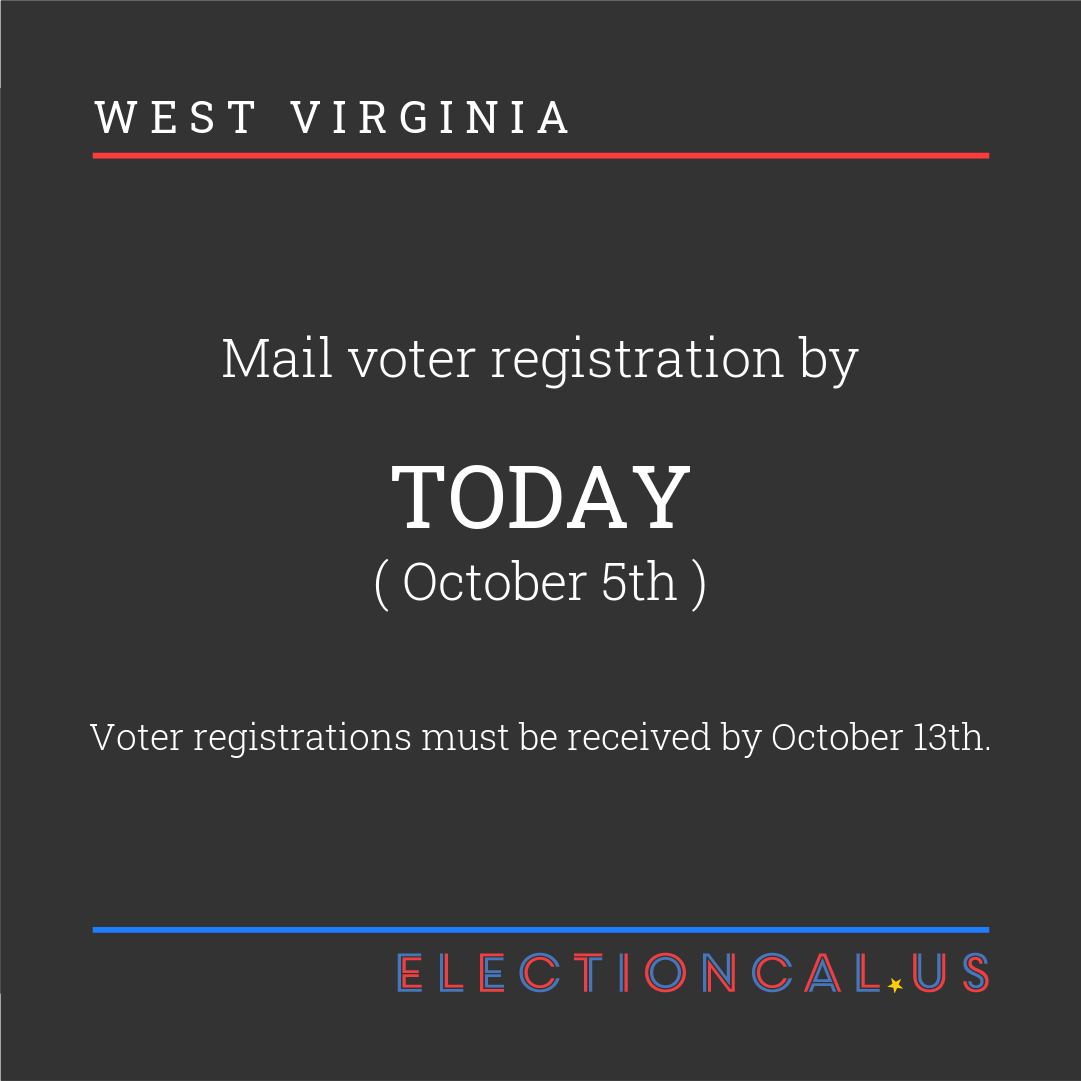 WEST VIRGINIA
Mail voter registration by
TODAY
( October 5th )
Voter registrations must be received by October 13th.
ELECTIONCAL.US